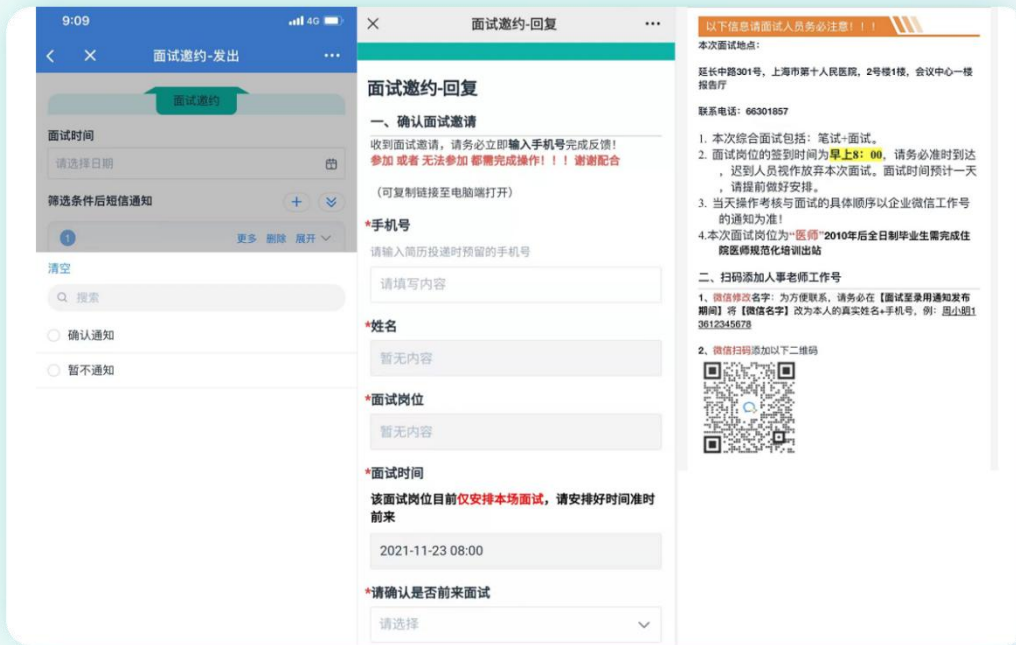 9:09
4G
面试邀约-发出
面试邀约
面试时间
请选择日期
筛选条件后短信通知
1
更多 删除 展开
清空
搜索
确认通知
暂不通知
面试邀约-回复
面试邀约-回复
一、确认面试邀请
收到面试邀请，请务必立即输入手机号完成反馈！
参加 或者 无法参加 都需完成操作！！！谢谢配合
（可复制链接至电脑端打开）
*手机号
请输入简历投递时预留的手机号
请填写内容
*姓名
暂无内容
*面试岗位
暂无内容
*面试时间
该面试岗位目前仅安排本场面试，请安排好时间准时
前来
2021-11-23 08:00
*请确认是否前来面试
请选择
以下信息请面试人员务必注意！！！
本次面试地点：
延长中路301号，上海市第十人民医院，2号楼1楼，会议中心一楼
报告厅
联系电话：66301857
1. 本次综合面试包括：笔试+面试。
2. 面试岗位的签到时间为早上8：00，请务必准时到达
，迟到人员视作放弃本次面试。面试时间预计一天
，请提前做好安排。
3. 当天操作考核与面试的具体顺序以企业微信工作号
的通知为准！
4.本次面试岗位为“医师”2010年后全日制毕业生需完成住
院医师规范化培训出站
二、扫码添加人事老师工作号
1、微信修改名字：为方便联系，请务必在【面试至录用通知发布
期间】将【微信名字】改为本人的真实姓名+手机号，例：周小明1
3612345678
2、微信扫码添加以下二维码